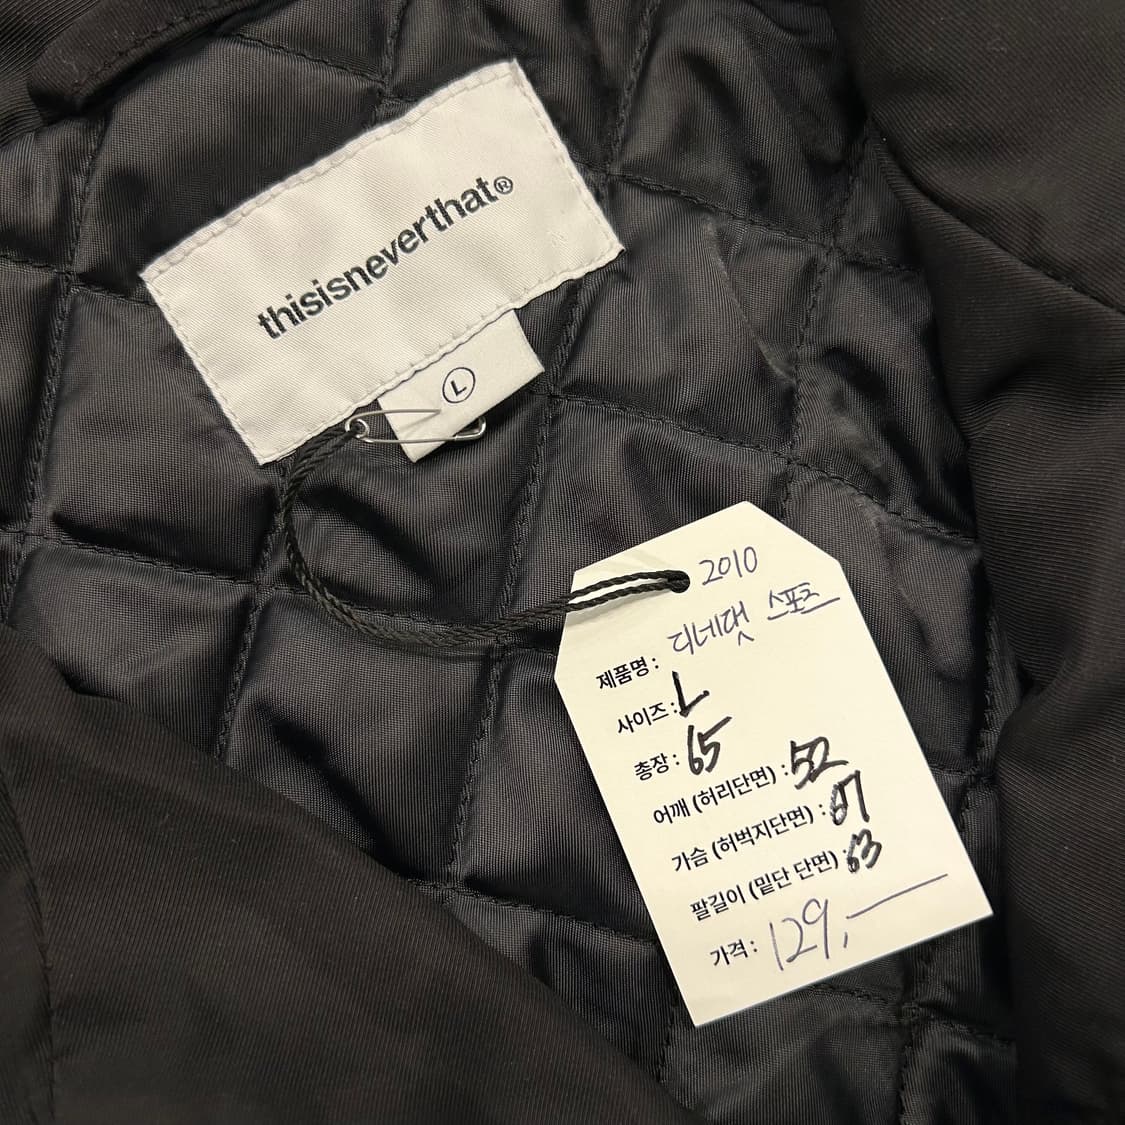 thisisneverthat®
L
2010
디네댓 스포츠
제품명 :
사이즈 : L
총장 : 65
어깨 (허리단면) : 52
가슴 (허벅지단면) : 67
팔길이 (밑단 단면) : 63
가격 : 129,—